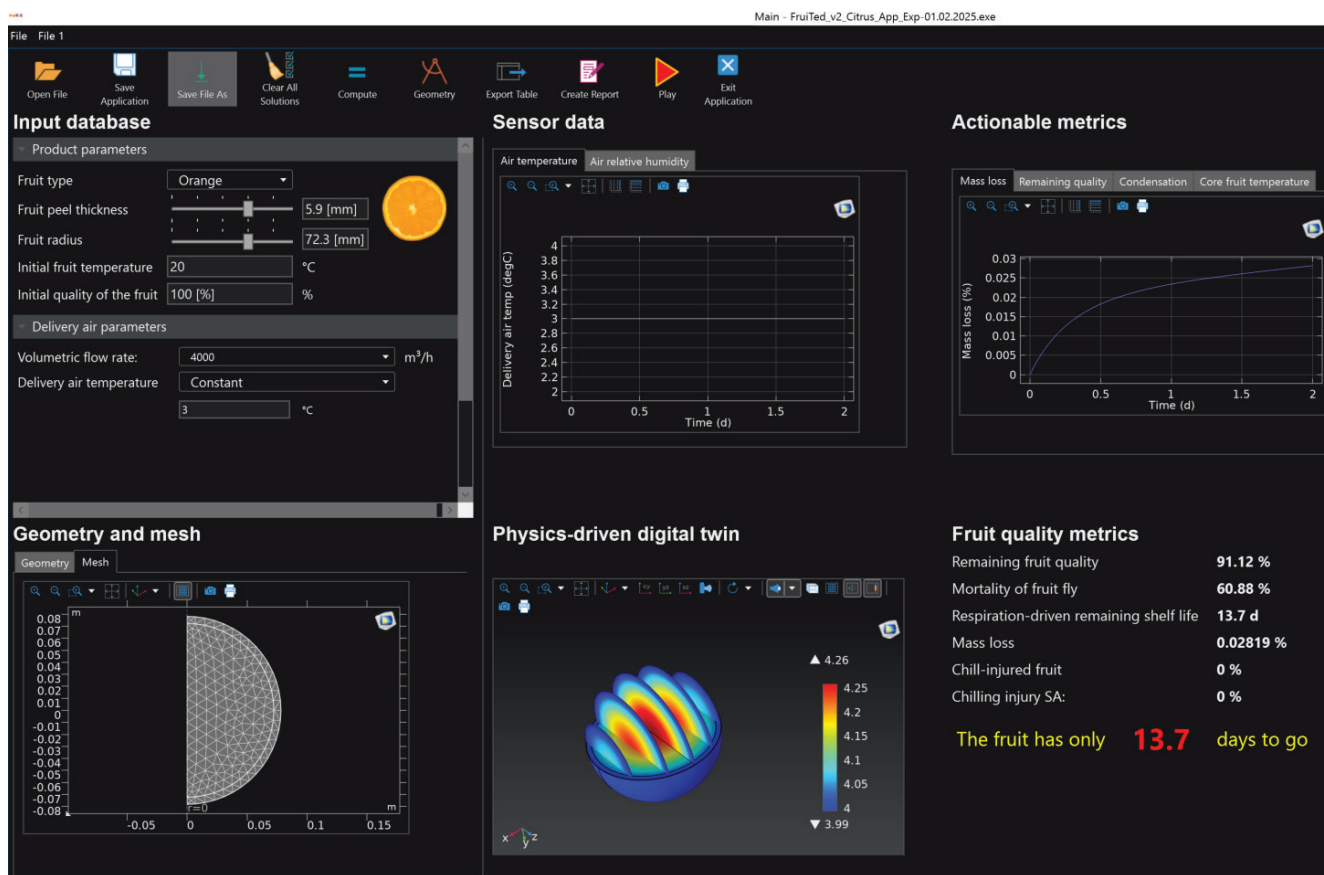 Main - FruiTed_v2_Citrus_App_Exp-01.02.2025.exe
File File 1
Open File
Save Application
Save File As
Clear All Solutions
Compute
Geometry
Export Table
Create Report
Play
Exit Application
Input database
Product parameters
Fruit type Orange
Fruit peel thickness 5.9 [mm]
Fruit radius 72.3 [mm]
Initial fruit temperature 20 °C
Initial quality of the fruit 100 [%] %
Delivery air parameters
Volumetric flow rate: 4000 m³/h
Delivery air temperature Constant
3 °C
Sensor data
Air temperature Air relative humidity
Delivery air temp (degC)
4
3.8
3.6
3.4
3.2
3
2.8
2.6
2.4
2.2
2
0 0.5 1 1.5 2
Time (d)
Actionable metrics
Mass loss Remaining quality Condensation Core fruit temperature
Mass loss (%)
0.03
0.025
0.02
0.015
0.01
0.005
0
0 0.5 1 1.5 2
Time (d)
Geometry and mesh
Geometry Mesh
m
0.08
0.07
0.06
0.05
0.04
0.03
0.02
0.01
0
-0.01
-0.02
-0.03
-0.04
-0.05
-0.06
-0.07
-0.08
r=0 m
-0.05 0 0.05 0.1 0.15
Physics-driven digital twin
▲ 4.26
4.25
4.2
4.15
4.1
4.05
4
▼ 3.99
x y z
Fruit quality metrics
Remaining fruit quality 91.12 %
Mortality of fruit fly 60.88 %
Respiration-driven remaining shelf life 13.7 d
Mass loss 0.02819 %
Chill-injured fruit 0 %
Chilling injury SA: 0 %
The fruit has only 13.7 days to go